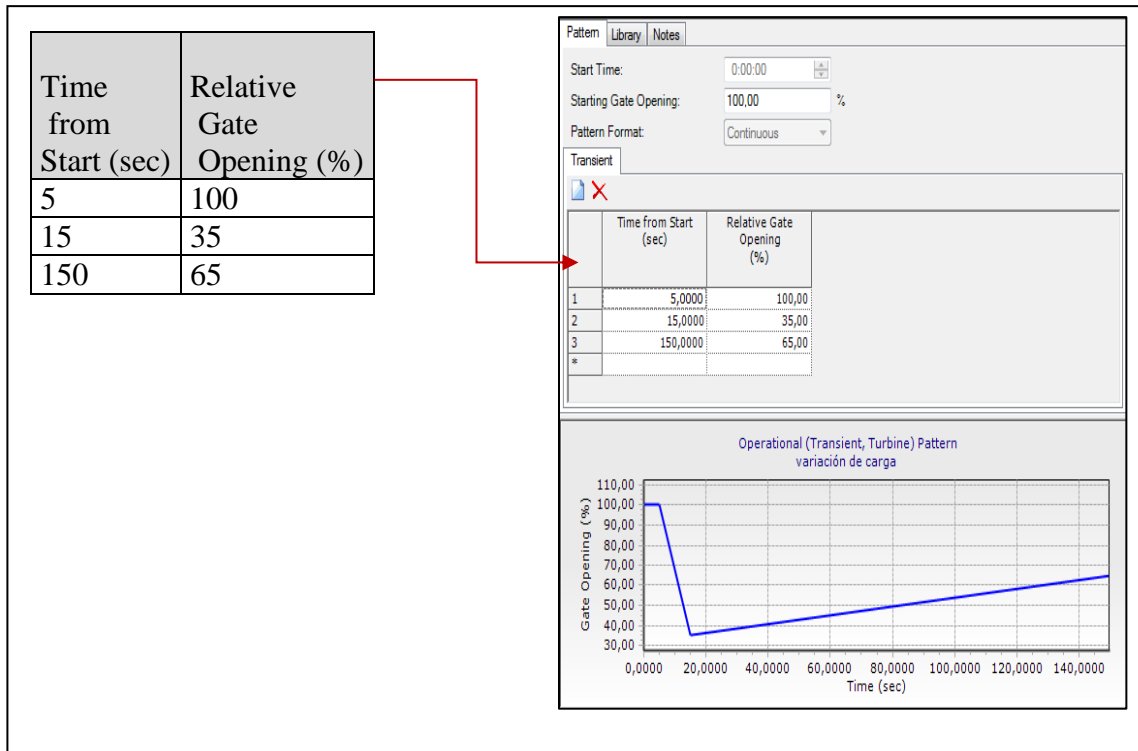 Time
from
Start (sec)
Relative
Gate
Opening (%)
5 100
15 35
150 65
Pattern Library Notes
Start Time: 0:00:00
Starting Gate Opening: 100,00 %
Pattern Format: Continuous
Transient
Time from Start
(sec)
Relative Gate
Opening
(%)
1 5,0000 100,00
2 15,0000 35,00
3 150,0000 65,00
*
Operational (Transient, Turbine) Pattern
variación de carga
Gate Opening (%)
110,00
100,00
90,00
80,00
70,00
60,00
50,00
40,00
30,00
0,0000 20,0000 40,0000 60,0000 80,0000 100,0000 120,0000 140,0000
Time (sec)